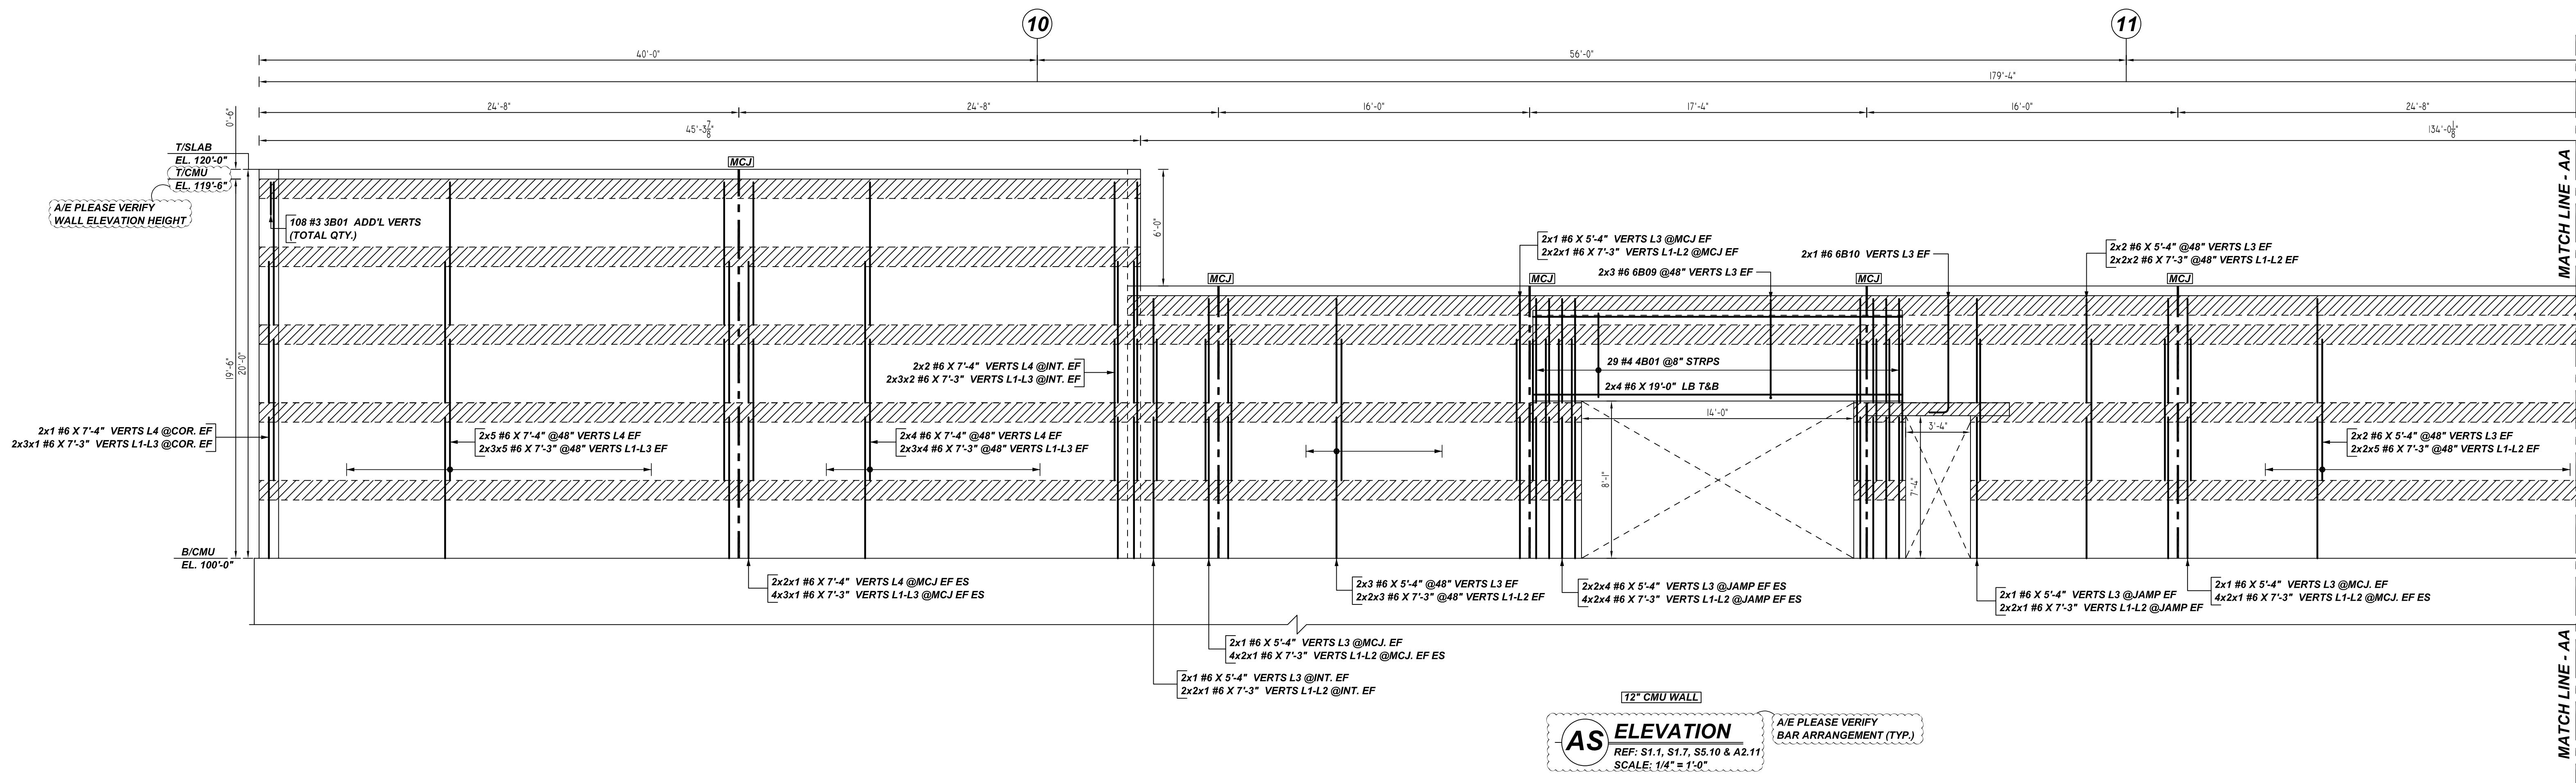 10
11
40'-0"
56'-0"
179'-4"
24'-8"
24'-8"
16'-0"
17'-4"
16'-0"
24'-8"
0'-6"
45'-3 7/8"
134'-0 1/8"
T/SLAB
EL. 120'-0"
T/CMU
EL. 119'-6"
A/E PLEASE VERIFY
WALL ELEVATION HEIGHT
MCJ
108 #3 3B01 ADD'L VERTS
(TOTAL QTY.)
6'-0"
MATCH LINE - AA
2x1 #6 X 5'-4" VERTS L3 @MCJ EF
2x2x1 #6 X 7'-3" VERTS L1-L2 @MCJ EF
2x3 #6 6B09 @48" VERTS L3 EF
2x1 #6 6B10 VERTS L3 EF
2x2 #6 X 5'-4" @48" VERTS L3 EF
2x2x2 #6 X 7'-3" @48" VERTS L1-L2 EF
MCJ
MCJ
MCJ
MCJ
19'-6"
20'-0"
2x2 #6 X 7'-4" VERTS L4 @INT. EF
2x3x2 #6 X 7'-3" VERTS L1-L3 @INT. EF
29 #4 4B01 @8" STRPS
2x4 #6 X 19'-0" LB T&B
14'-0"
3'-4"
2x1 #6 X 7'-4" VERTS L4 @COR. EF
2x3x1 #6 X 7'-3" VERTS L1-L3 @COR. EF
2x5 #6 X 7'-4" @48" VERTS L4 EF
2x3x5 #6 X 7'-3" @48" VERTS L1-L3 EF
2x4 #6 X 7'-4" @48" VERTS L4 EF
2x3x4 #6 X 7'-3" @48" VERTS L1-L3 EF
2x2 #6 X 5'-4" @48" VERTS L3 EF
2x2x5 #6 X 7'-3" @48" VERTS L1-L2 EF
8'-1"
7'-4"
B/CMU
EL. 100'-0"
2x2x1 #6 X 7'-4" VERTS L4 @MCJ EF ES
4x3x1 #6 X 7'-3" VERTS L1-L3 @MCJ EF ES
2x3 #6 X 5'-4" @48" VERTS L3 EF
2x2x3 #6 X 7'-3" @48" VERTS L1-L2 EF
2x2x4 #6 X 5'-4" VERTS L3 @JAMP EF ES
4x2x4 #6 X 7'-3" VERTS L1-L2 @JAMP EF ES
2x1 #6 X 5'-4" VERTS L3 @JAMP EF
2x2x1 #6 X 7'-3" VERTS L1-L2 @JAMP EF
2x1 #6 X 5'-4" VERTS L3 @MCJ. EF
4x2x1 #6 X 7'-3" VERTS L1-L2 @MCJ. EF ES
2x1 #6 X 5'-4" VERTS L3 @MCJ. EF
4x2x1 #6 X 7'-3" VERTS L1-L2 @MCJ. EF ES
2x1 #6 X 5'-4" VERTS L3 @INT. EF
2x2x1 #6 X 7'-3" VERTS L1-L2 @INT. EF
MATCH LINE - AA
12" CMU WALL
AS
ELEVATION
REF: S1.1, S1.7, S5.10 & A2.11
SCALE: 1/4" = 1'-0"
A/E PLEASE VERIFY
BAR ARRANGEMENT (TYP.)